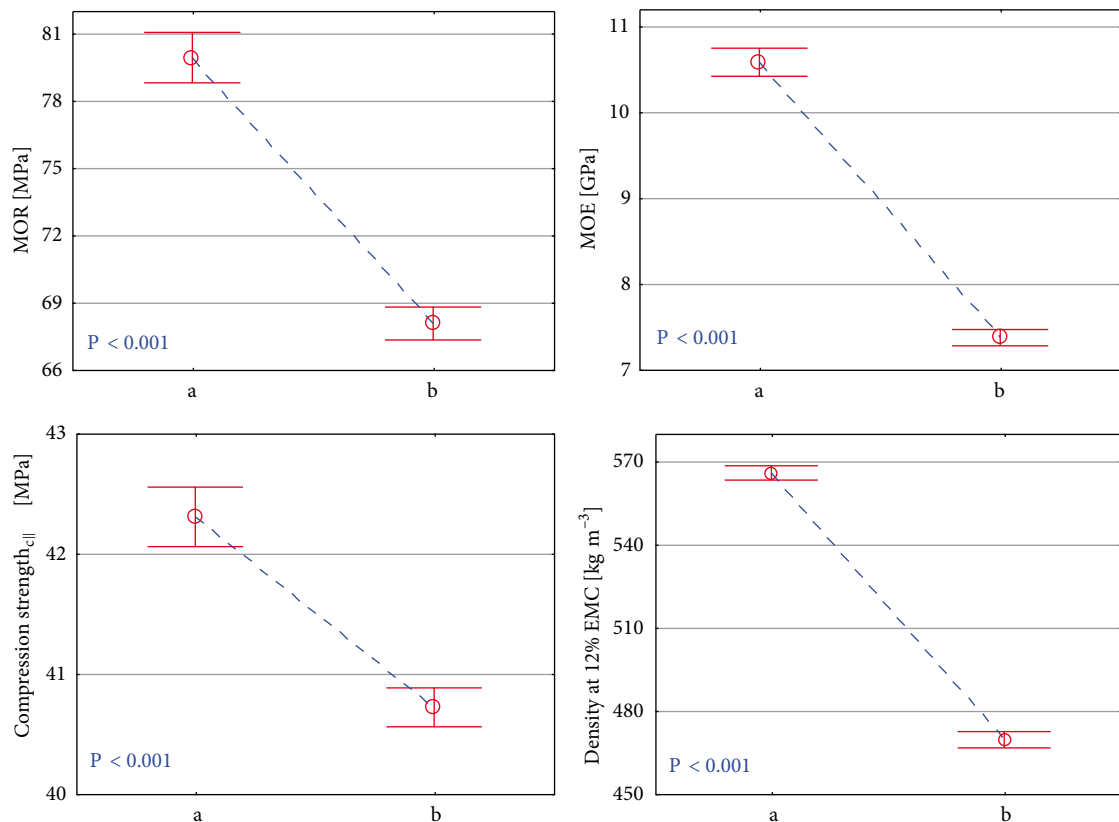 81
78
75
72
69
66
MOR [MPa]
P < 0.001
a
b
11
10
9
8
7
MOE [GPa]
P < 0.001
a
b
43
42
41
40
Compression strength_c|| [MPa]
P < 0.001
a
b
570
540
510
480
450
Density at 12% EMC [kg m⁻³]
P < 0.001
a
b